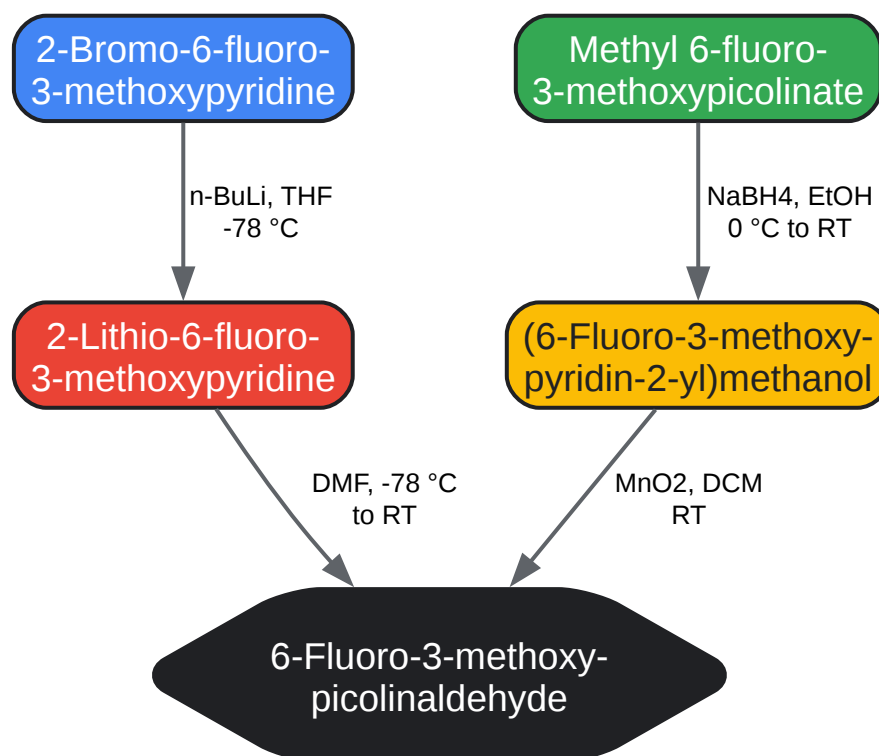 2-Bromo-6-fluoro-
3-methoxypyridine
Methyl 6-fluoro-
3-methoxypicolinate
n-BuLi, THF
-78 °C
NaBH4, EtOH
0 °C to RT
2-Lithio-6-fluoro-
3-methoxypyridine
(6-Fluoro-3-methoxy-
pyridin-2-yl)methanol
DMF, -78 °C
to RT
MnO2, DCM
RT
6-Fluoro-3-methoxy-
picolinaldehyde